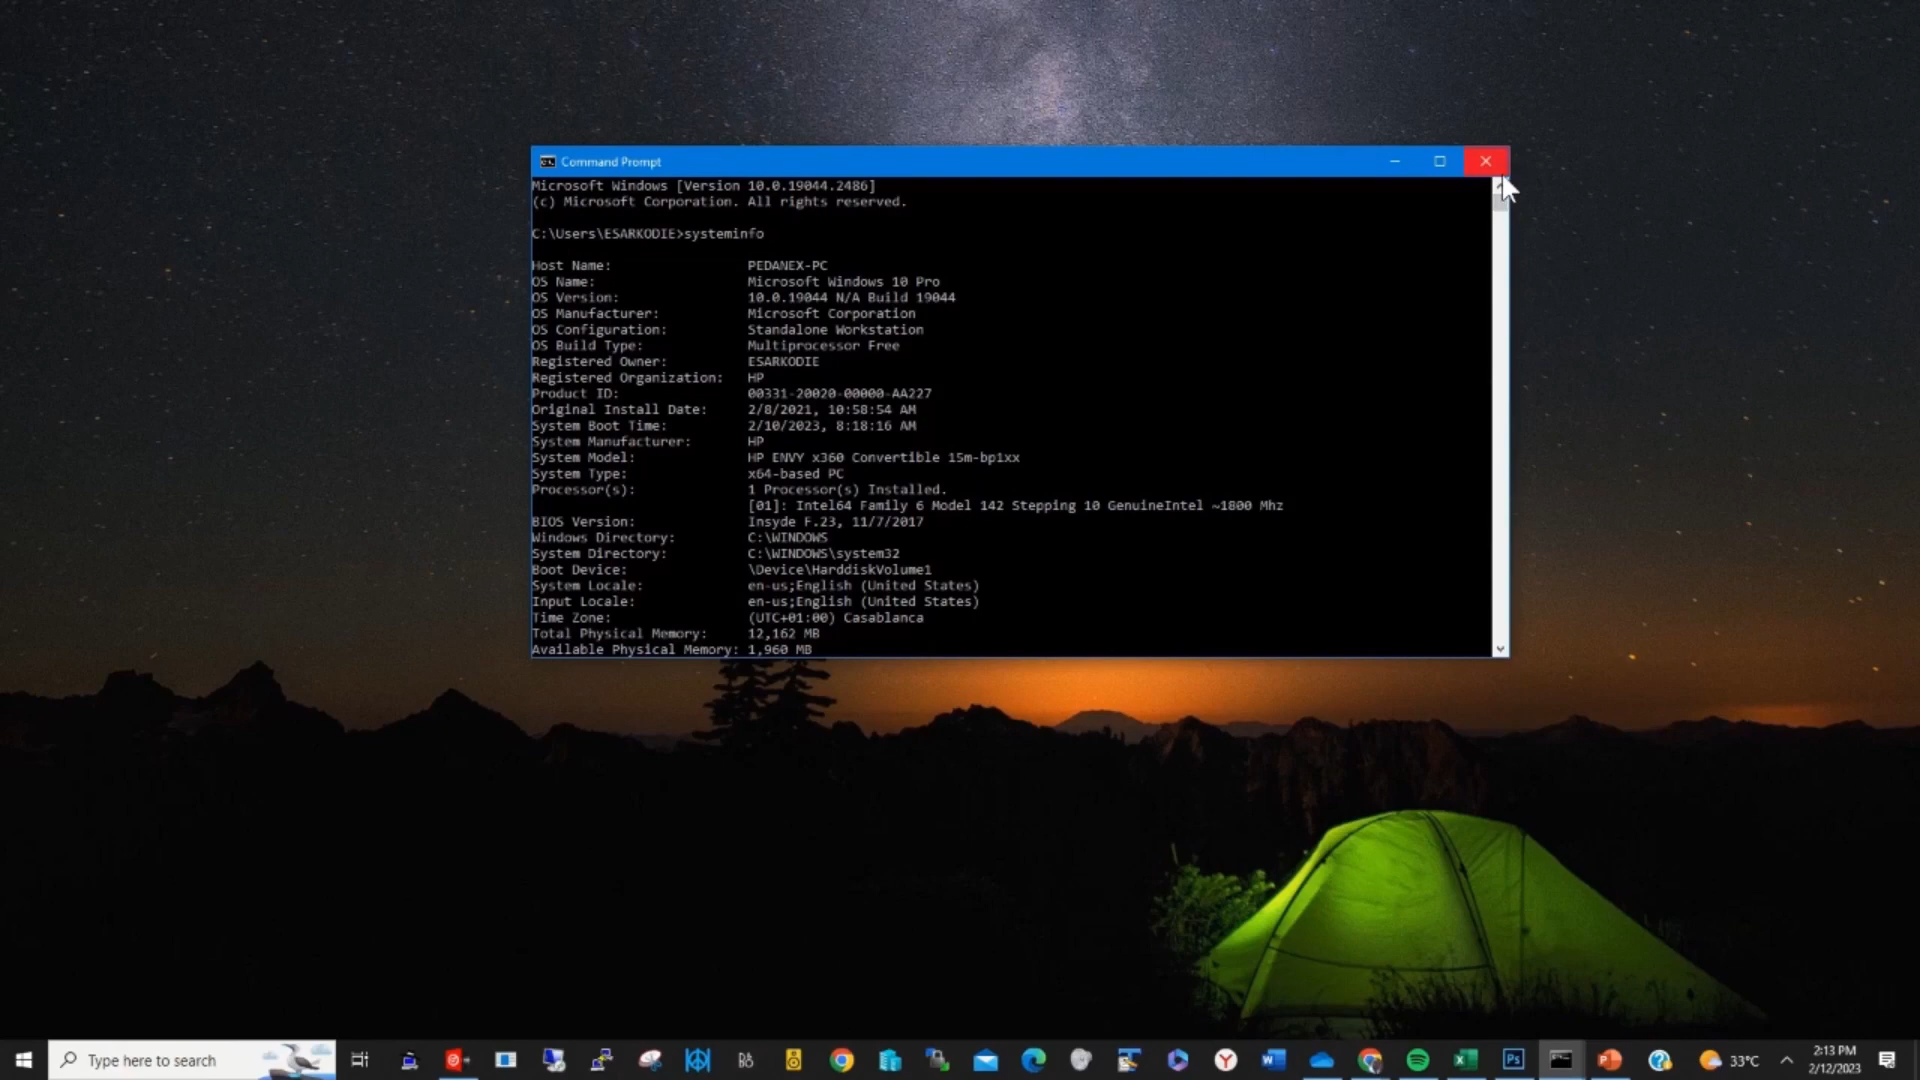 Command Prompt
Microsoft Windows [Version 10.0.19044.2486]
(c) Microsoft Corporation. All rights reserved.
C:\Users\ESARKODIE>systeminfo
Host Name: PEDANEX-PC
OS Name: Microsoft Windows 10 Pro
OS Version: 10.0.19044 N/A Build 19044
OS Manufacturer: Microsoft Corporation
OS Configuration: Standalone Workstation
OS Build Type: Multiprocessor Free
Registered Owner: ESARKODIE
Registered Organization: HP
Product ID: 00331-20020-00000-AA227
Original Install Date: 2/8/2021, 10:58:54 AM
System Boot Time: 2/10/2023, 8:18:16 AM
System Manufacturer: HP
System Model: HP ENVY x360 Convertible 15m-bp1xx
System Type: x64-based PC
Processor(s): 1 Processor(s) Installed.
[01]: Intel64 Family 6 Model 142 Stepping 10 GenuineIntel ~1800 Mhz
BIOS Version: Insyde F.23, 11/7/2017
Windows Directory: C:\WINDOWS
System Directory: C:\WINDOWS\system32
Boot Device: \Device\HarddiskVolume1
System Locale: en-us;English (United States)
Input Locale: en-us;English (United States)
Time Zone: (UTC+01:00) Casablanca
Total Physical Memory: 12,162 MB
Available Physical Memory: 1,960 MB
Type here to search
33°C
2:13 PM
2/12/2023